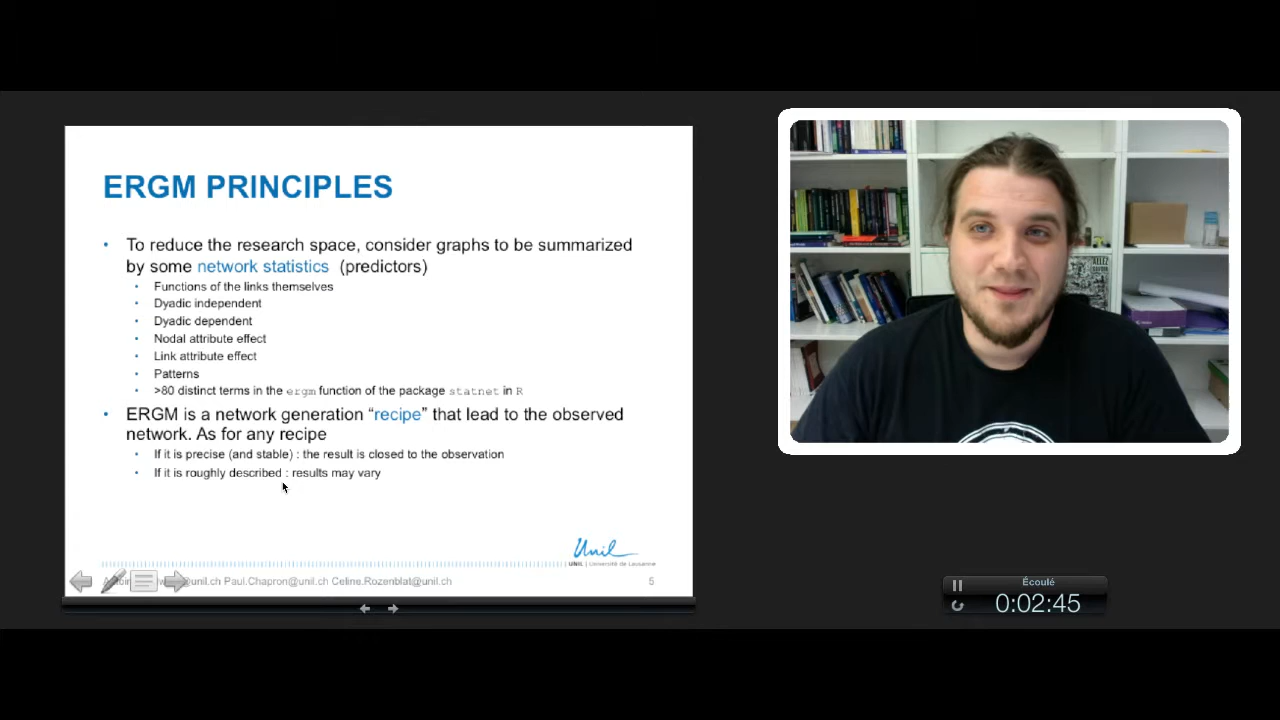 ERGM PRINCIPLES
• To reduce the research space, consider graphs to be summarized
by some network statistics (predictors)
• Functions of the links themselves
• Dyadic independent
• Dyadic dependent
• Nodal attribute effect
• Link attribute effect
• Patterns
• >80 distinct terms in the ergm function of the package statnet in R
• ERGM is a network generation “recipe” that lead to the observed
network. As for any recipe
• If it is precise (and stable) : the result is closed to the observation
• If it is roughly described : results may vary
Unil
UNIL | Université de Lausanne
@unil.ch Paul.Chapron@unil.ch Celine.Rozenblat@unil.ch
5
ALLEZ
Écoulé
0:02:45